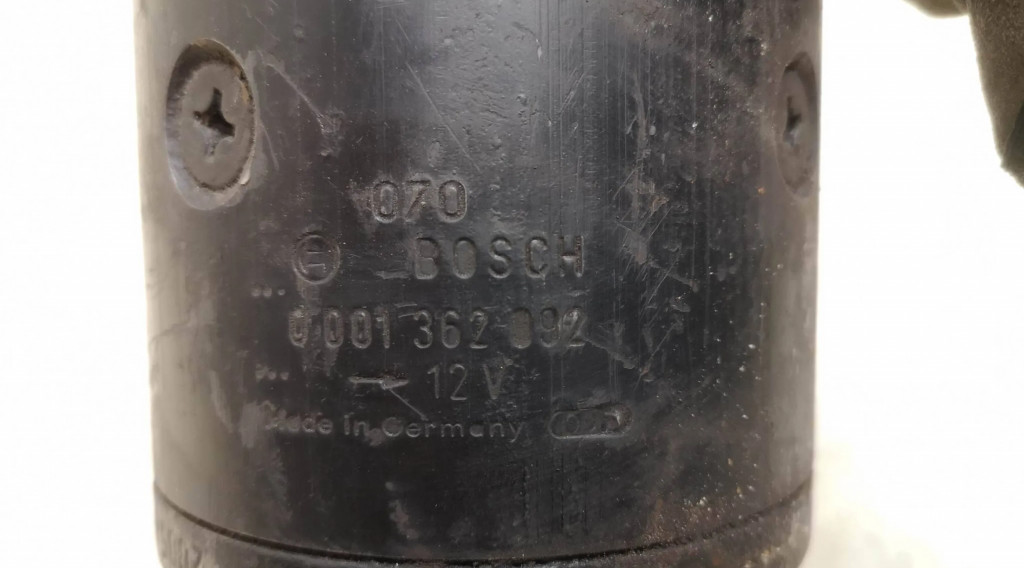 070
BOSCH
0 001 362 092
→ 12 V
Made in Germany